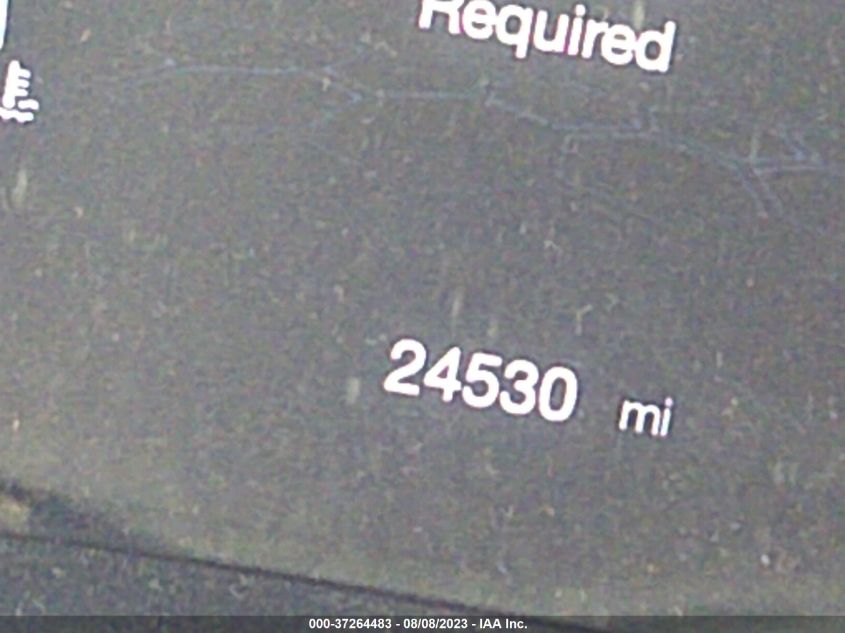 Required
24530 mi
000-37264483 - 08/08/2023 - IAA Inc.